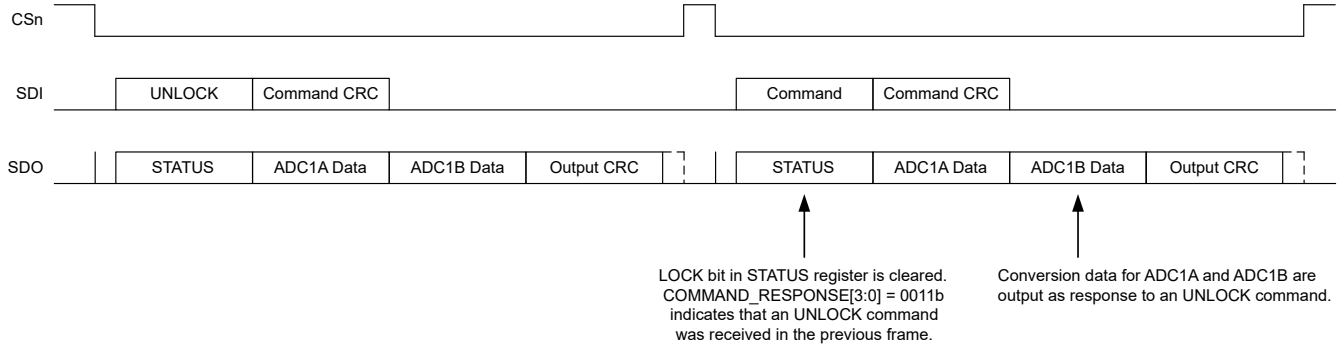 CSn
SDI UNLOCK Command CRC Command Command CRC
SDO STATUS ADC1A Data ADC1B Data Output CRC STATUS ADC1A Data ADC1B Data Output CRC
LOCK bit in STATUS register is cleared.
COMMAND_RESPONSE[3:0] = 0011b
indicates that an UNLOCK command
was received in the previous frame.
Conversion data for ADC1A and ADC1B are
output as response to an UNLOCK command.